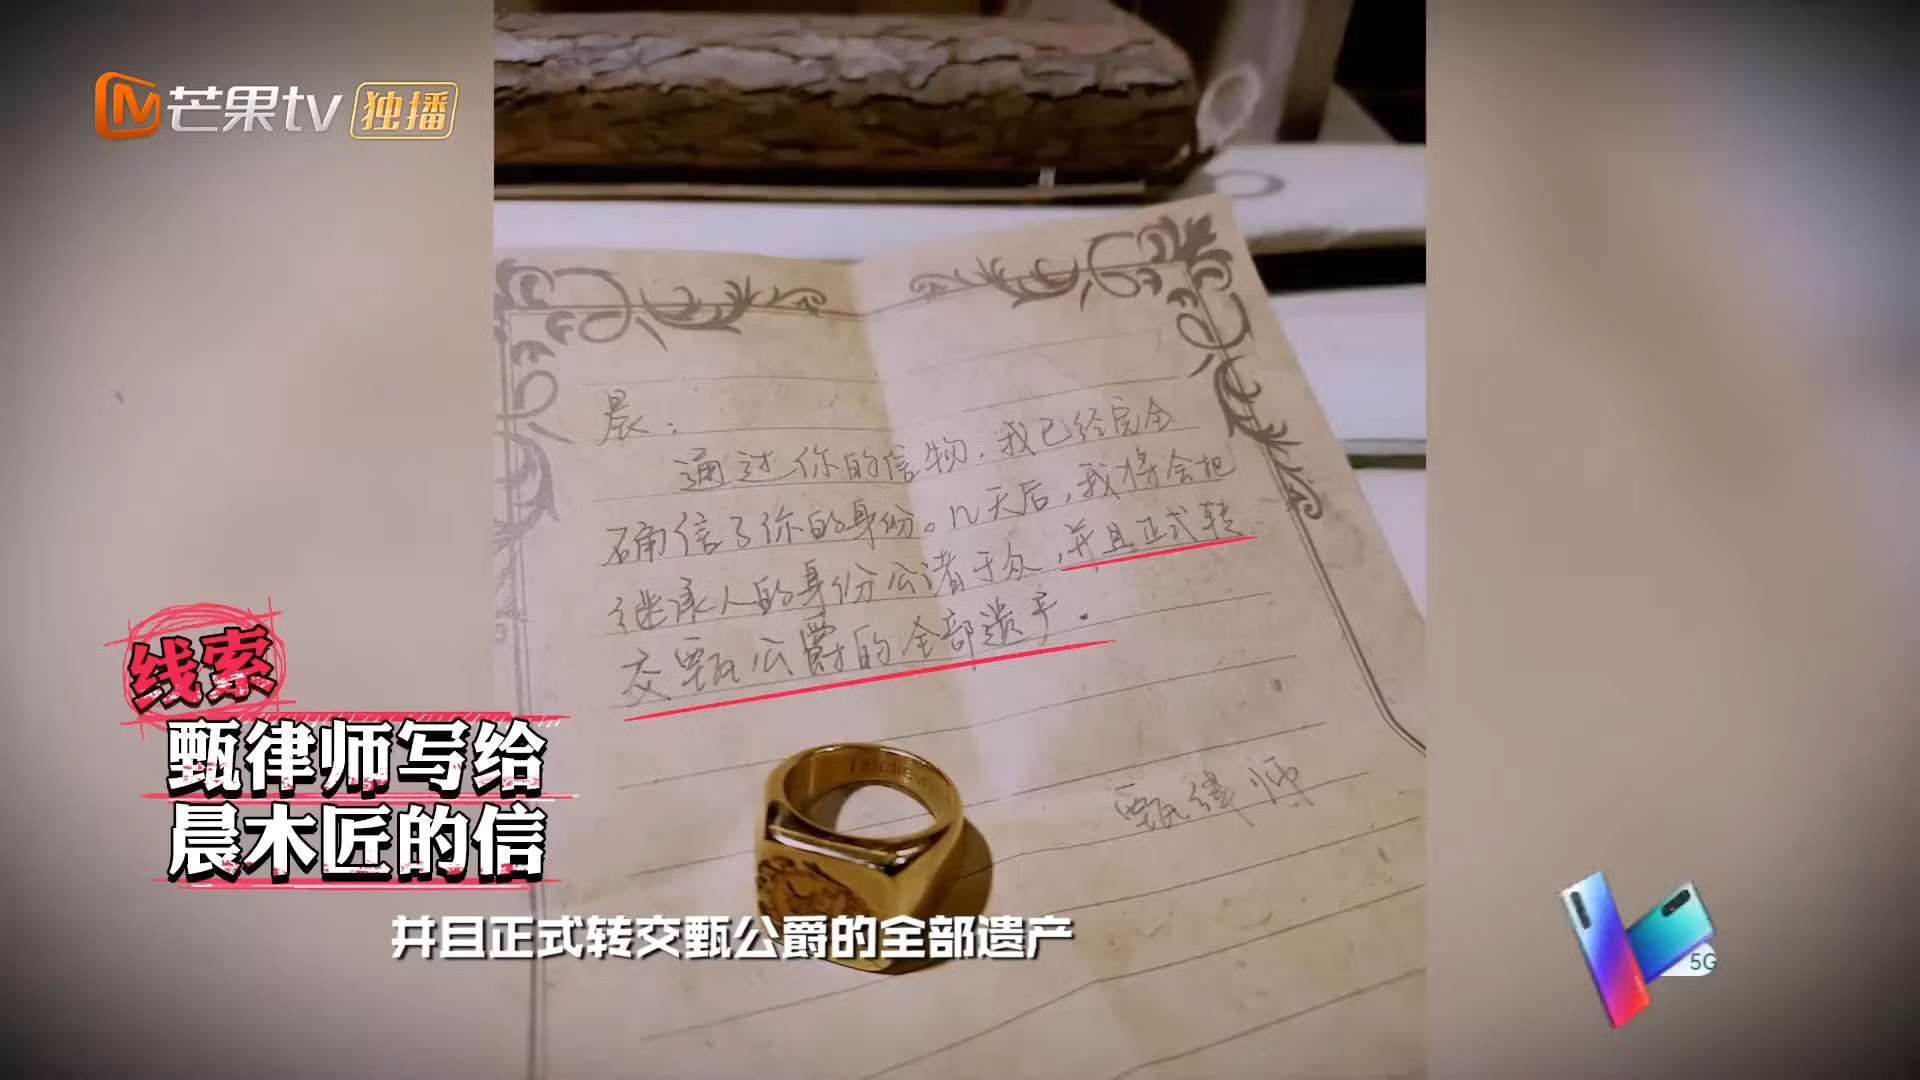 芒果tv 独播
晨：
通过你的信物，我已经完全
确信了你的身份。几天后，我将会把
继承人的身份公诸于众，并且正式转
交甄公爵的全部遗产．
甄律师
I Believe
线索
甄律师写给
晨木匠的信
并且正式转交甄公爵的全部遗产
5G